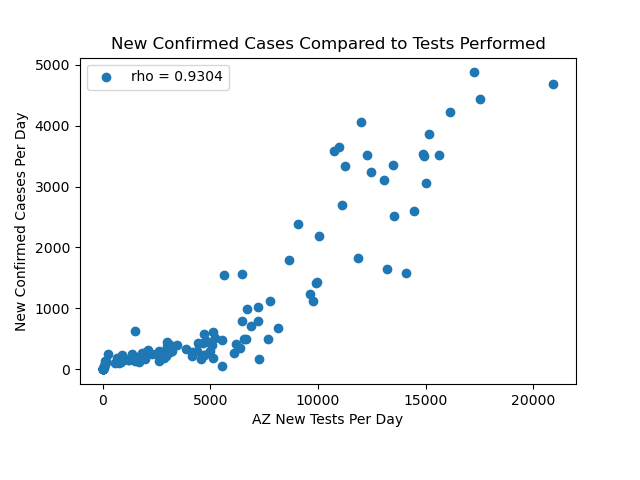 New Confirmed Cases Compared to Tests Performed
rho = 0.9304
New Confirmed Caeses Per Day
5000
4000
3000
2000
1000
0
0 5000 10000 15000 20000
AZ New Tests Per Day